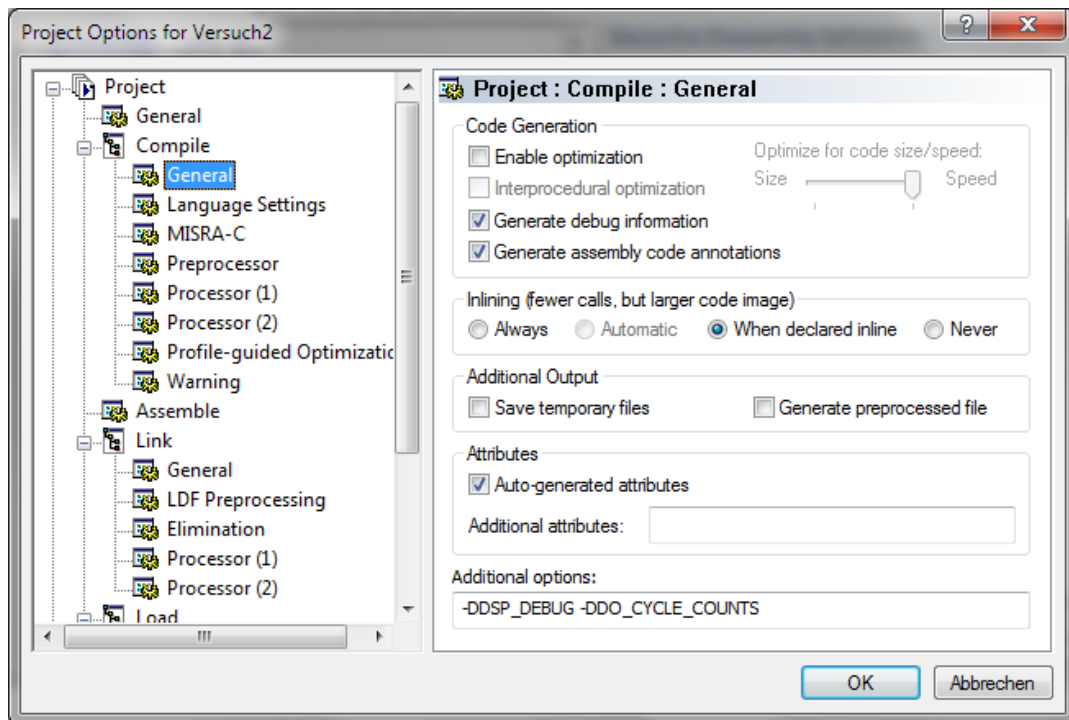 Project Options for Versuch2
Project
General
Compile
General
Language Settings
MISRA-C
Preprocessor
Processor (1)
Processor (2)
Profile-guided Optimizatic
Warning
Assemble
Link
General
LDF Preprocessing
Elimination
Processor (1)
Processor (2)
Load
Project : Compile : General
Code Generation
Enable optimization
Optimize for code size/speed:
Interprocedural optimization
Size Speed
Generate debug information
Generate assembly code annotations
Inlining (fewer calls, but larger code image)
Always Automatic When declared inline Never
Additional Output
Save temporary files Generate preprocessed file
Attributes
Auto-generated attributes
Additional attributes:
Additional options:
-DDSP_DEBUG -DDO_CYCLE_COUNTS
OK Abbrechen